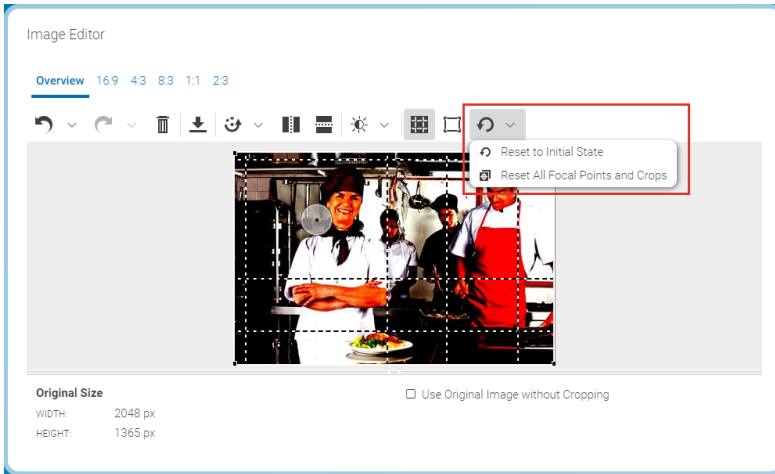 Image Editor
Overview 16:9 4:3 8:3 1:1 2:3
Reset to Initial State
Reset All Focal Points and Crops
Original Size
Use Original Image without Cropping
WIDTH: 2048 px
HEIGHT: 1365 px